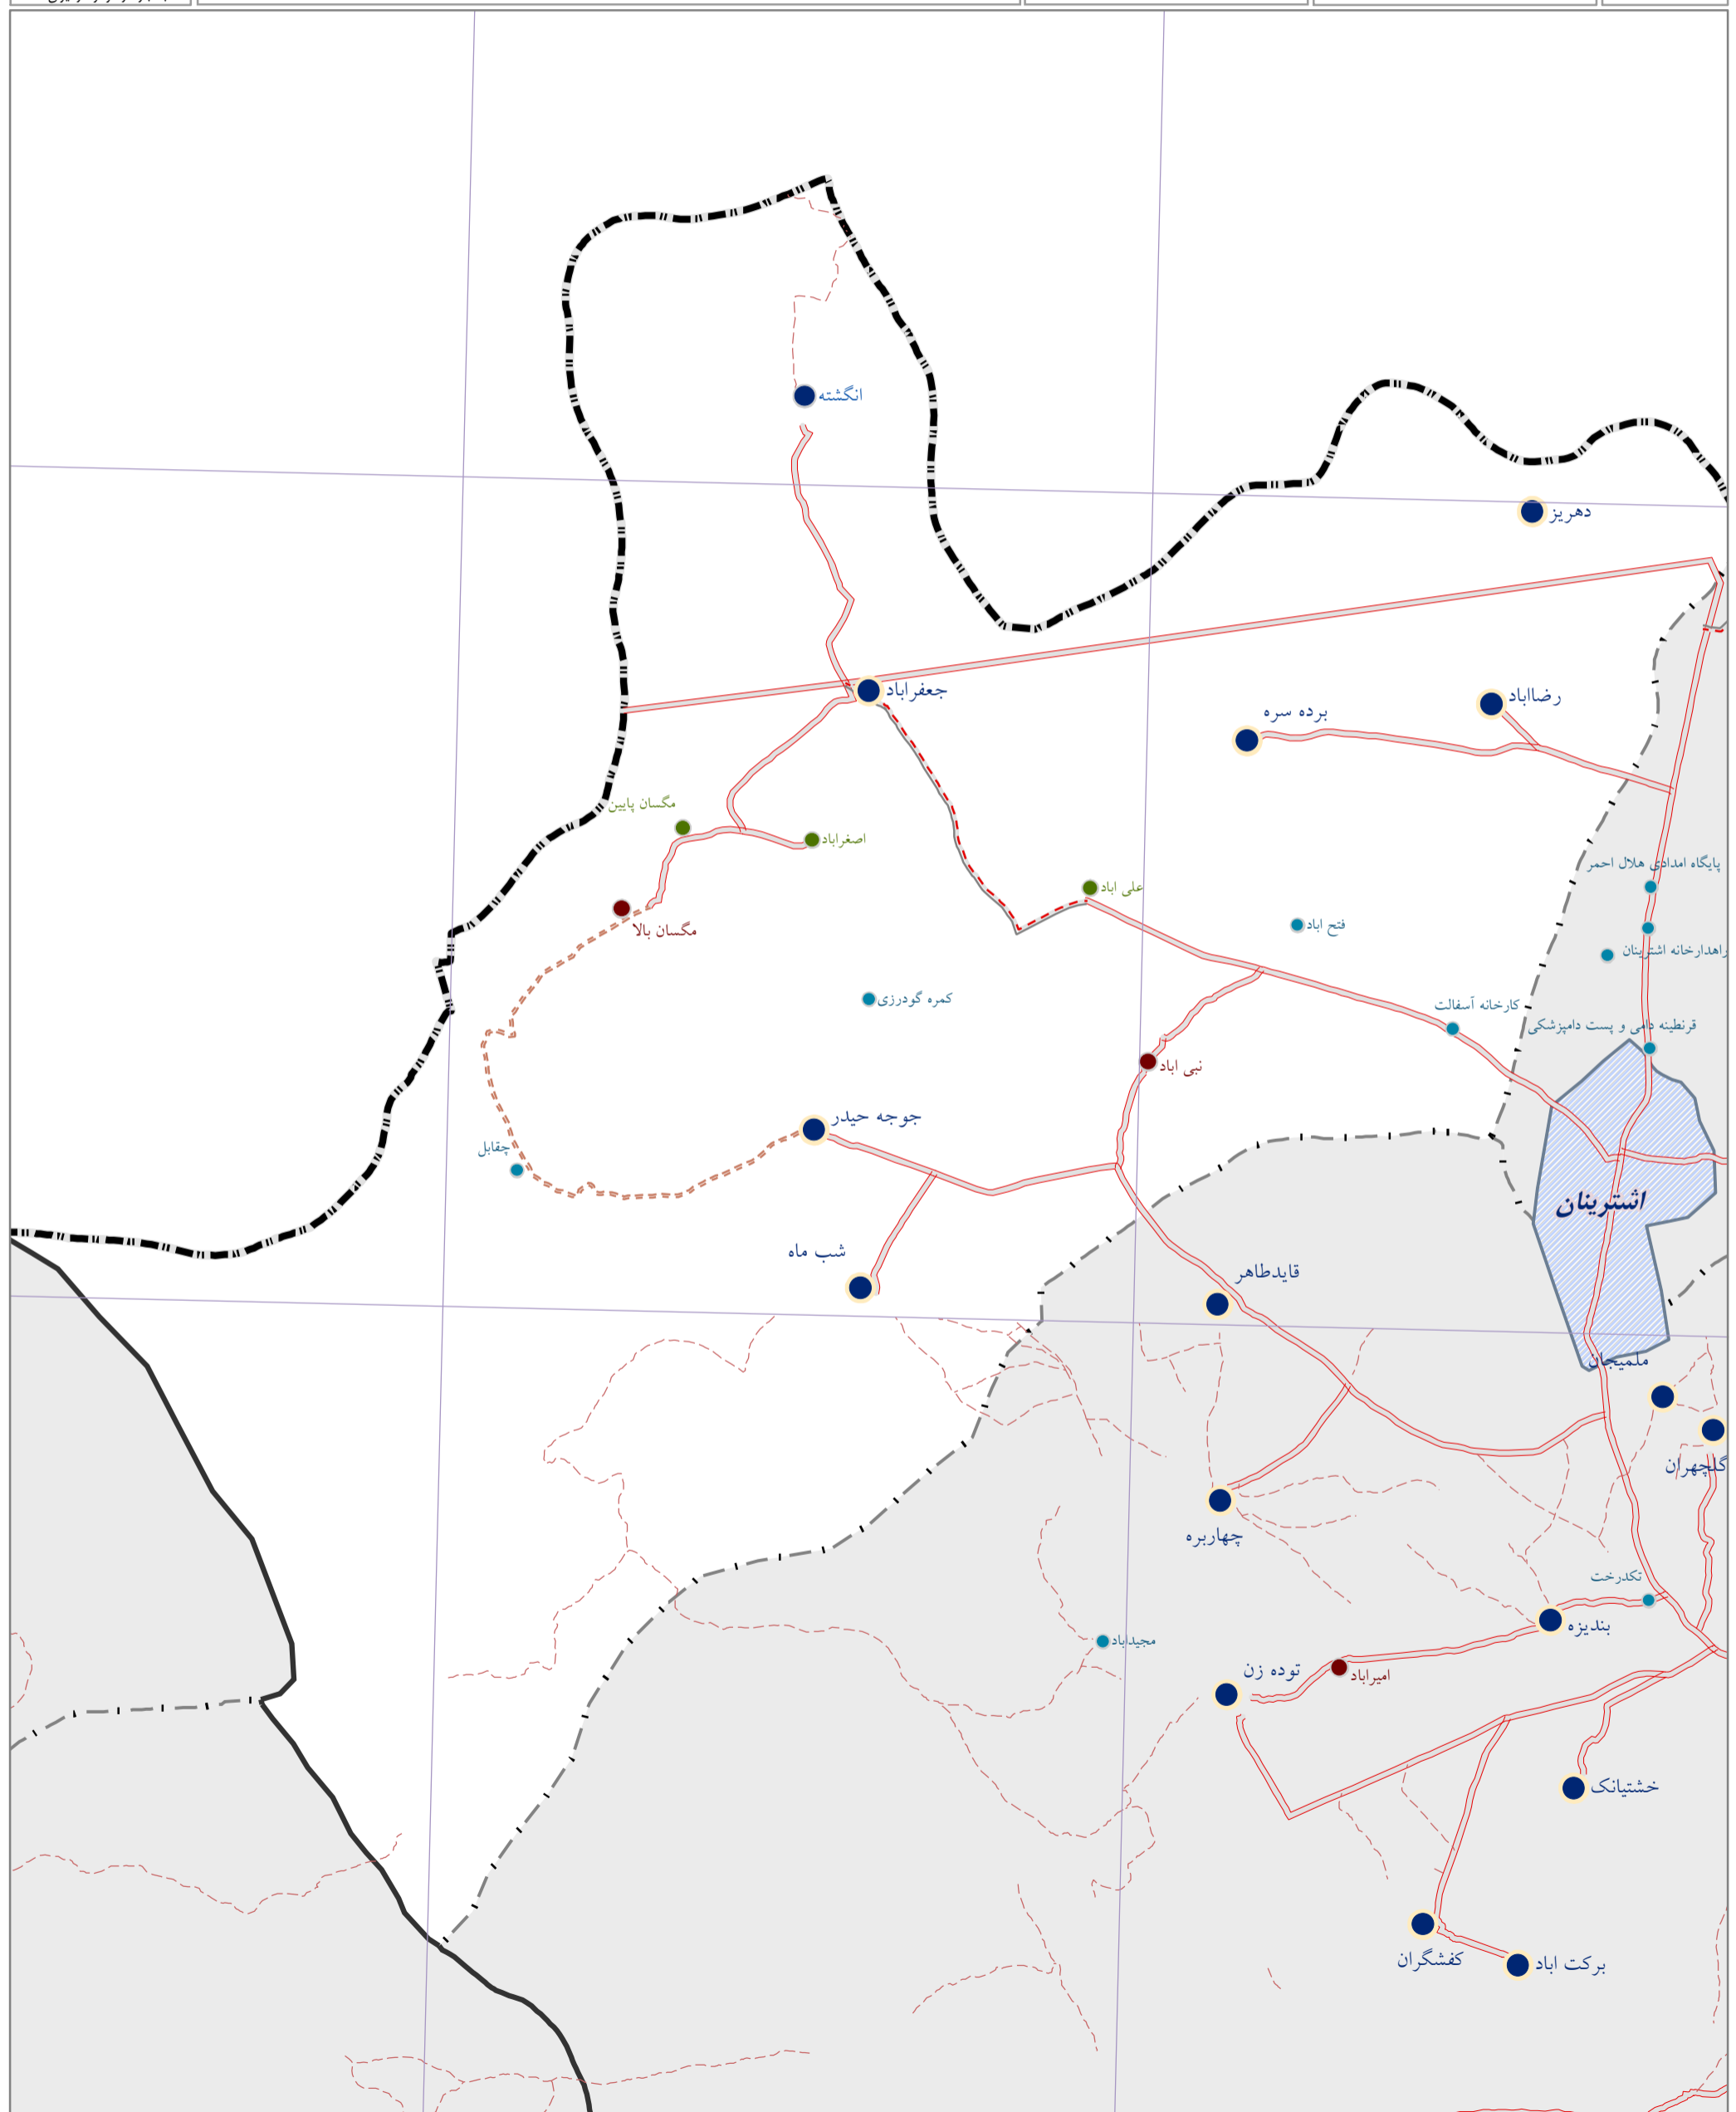 انگشته
دهریز
جعفراباد
رضااباد
برده سره
مگسان پایین
اصغراباد
پایگاه امدادی هلال احمر
علی اباد
مگسان بالا
فتح اباد
راهدارخانه اشترینان
کمره گودرزی
کارخانه آسفالت
قرنطینه دامی و پست دامپزشکی
نبی اباد
جوجه حیدر
چقابل
اشترینان
شب ماه
قایدطاهر
ملمیجان
گلچهران
چهاربره
تکدرخت
بندیزه
مجیداباد
توده زن
امیراباد
خشتیانک
کفشگران
برکت اباد